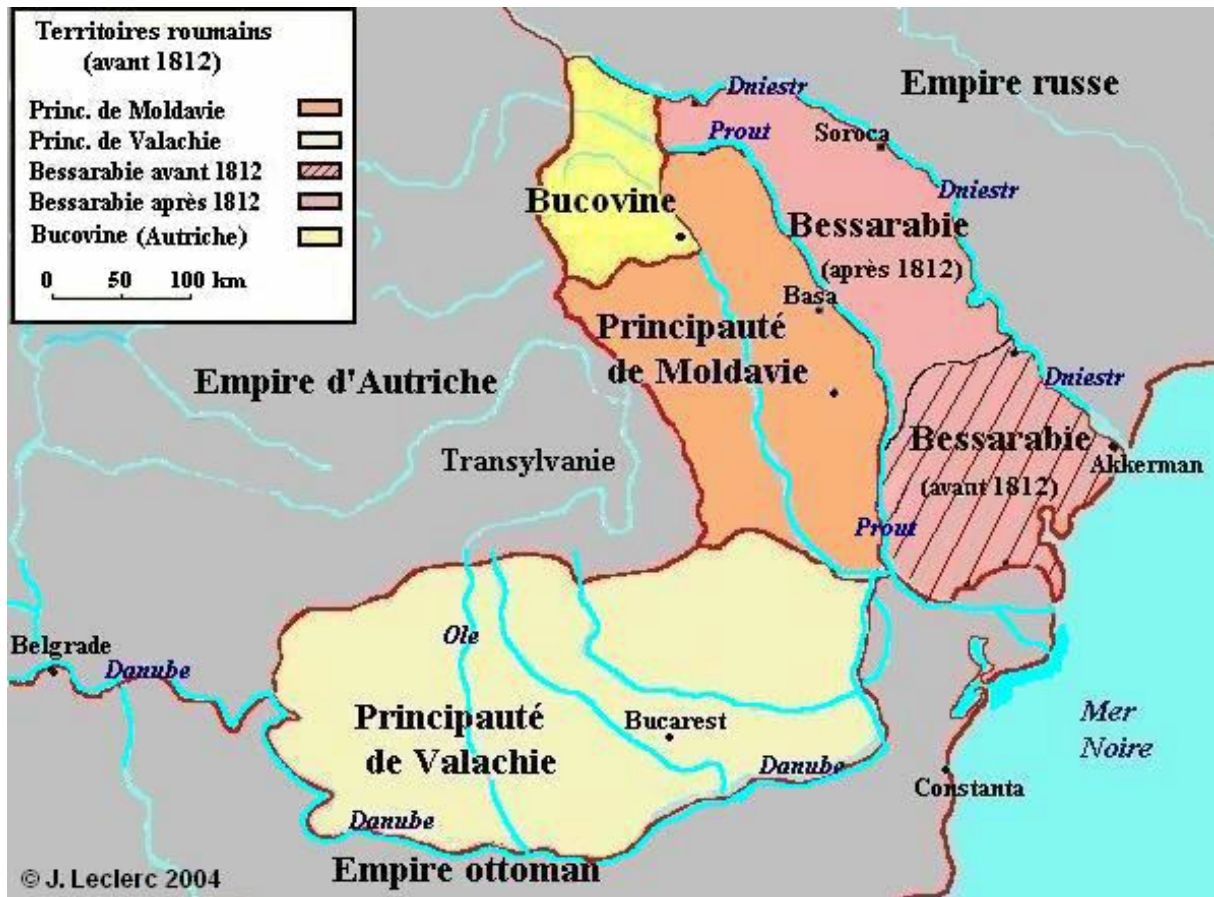 Territoires roumains
(avant 1812)
Princ. de Moldavie
Princ. de Valachie
Bessarabie avant 1812
Bessarabie après 1812
Bucovine (Autriche)
0 50 100 km
Dniestr
Empire russe
Prout
Soroca
Dniestr
Bucovine
Bessarabie
(après 1812)
Basa
Principauté
de Moldavie
Empire d'Autriche
Dniestr
Transylvanie
Bessarabie
(avant 1812)
Akkerman
Prout
Ole
Belgrade
Danube
Principauté
de Valachie
Bucarest
Danube
Mer
Noire
Constanta
Danube
Empire ottoman
© J. Leclerc 2004